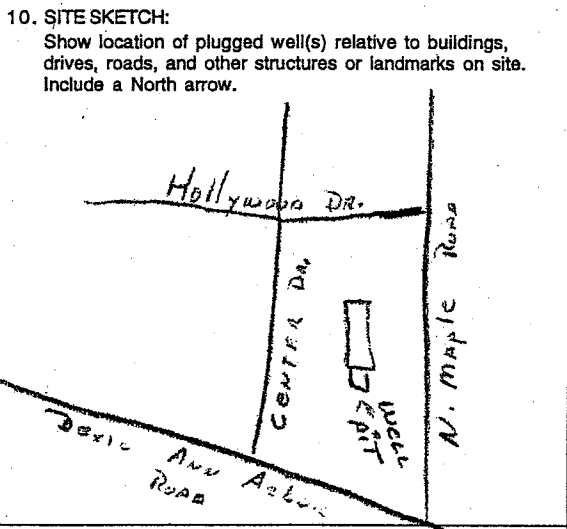 10. SITE SKETCH:
Show location of plugged well(s) relative to buildings,
drives, roads, and other structures or landmarks on site.
Include a North arrow.
Hollywood DR.
CENTER DR.
N. MAPLE ROAD
WELL
PIT
ANN ARBOR
ROAD